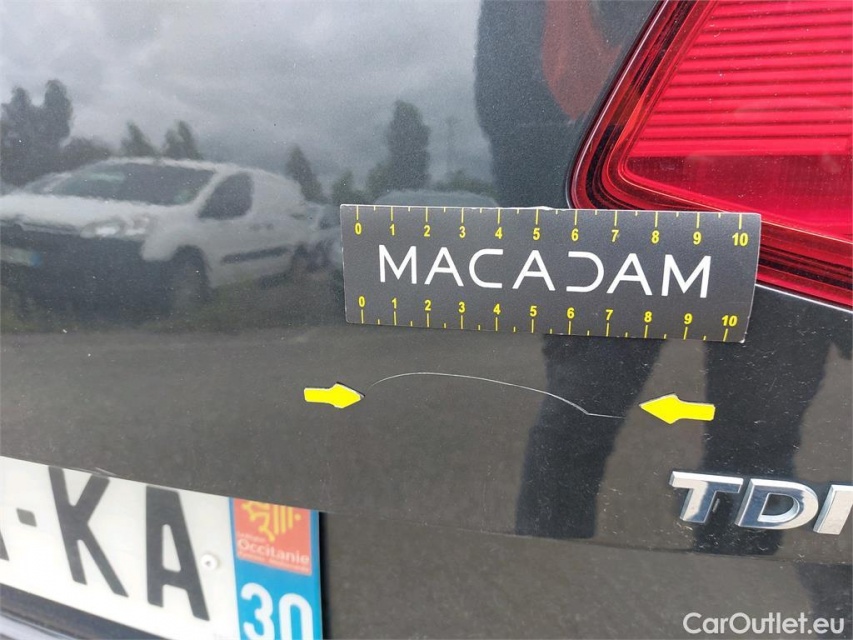 0 1 2 3 4 5 6 7 8 9 10
MACADAM
0 1 2 3 4 5 6 7 8 9 10
TDI
-KA
Occitanie
30
CarOutlet.eu